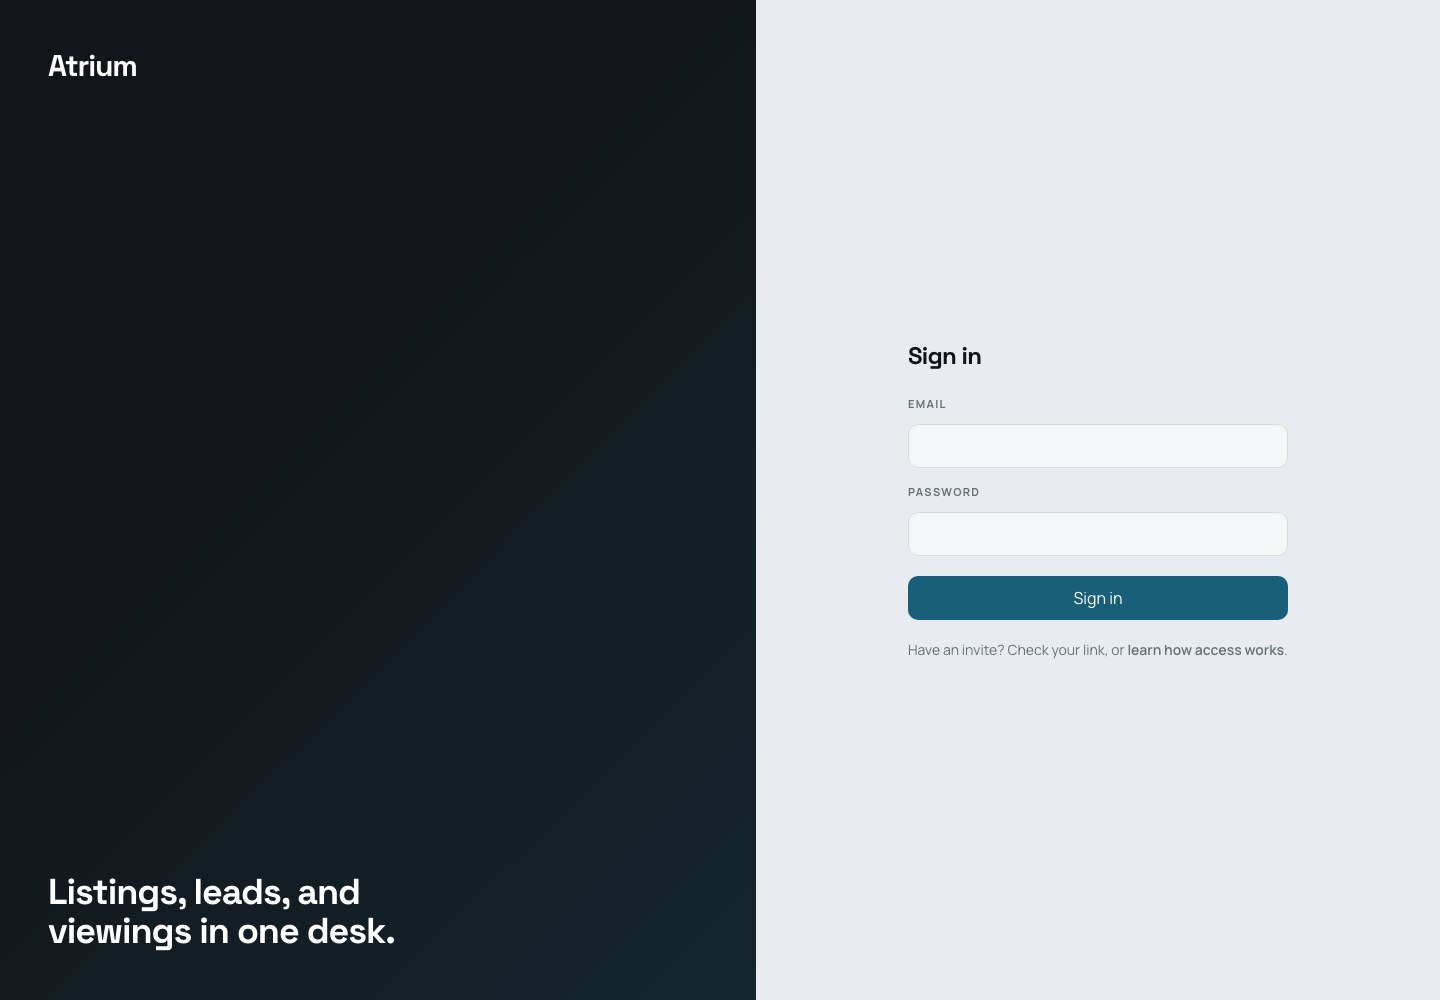 Atrium
Listings, leads, and
viewings in one desk.
Sign in
EMAIL
PASSWORD
Sign in
Have an invite? Check your link, or learn how access works.